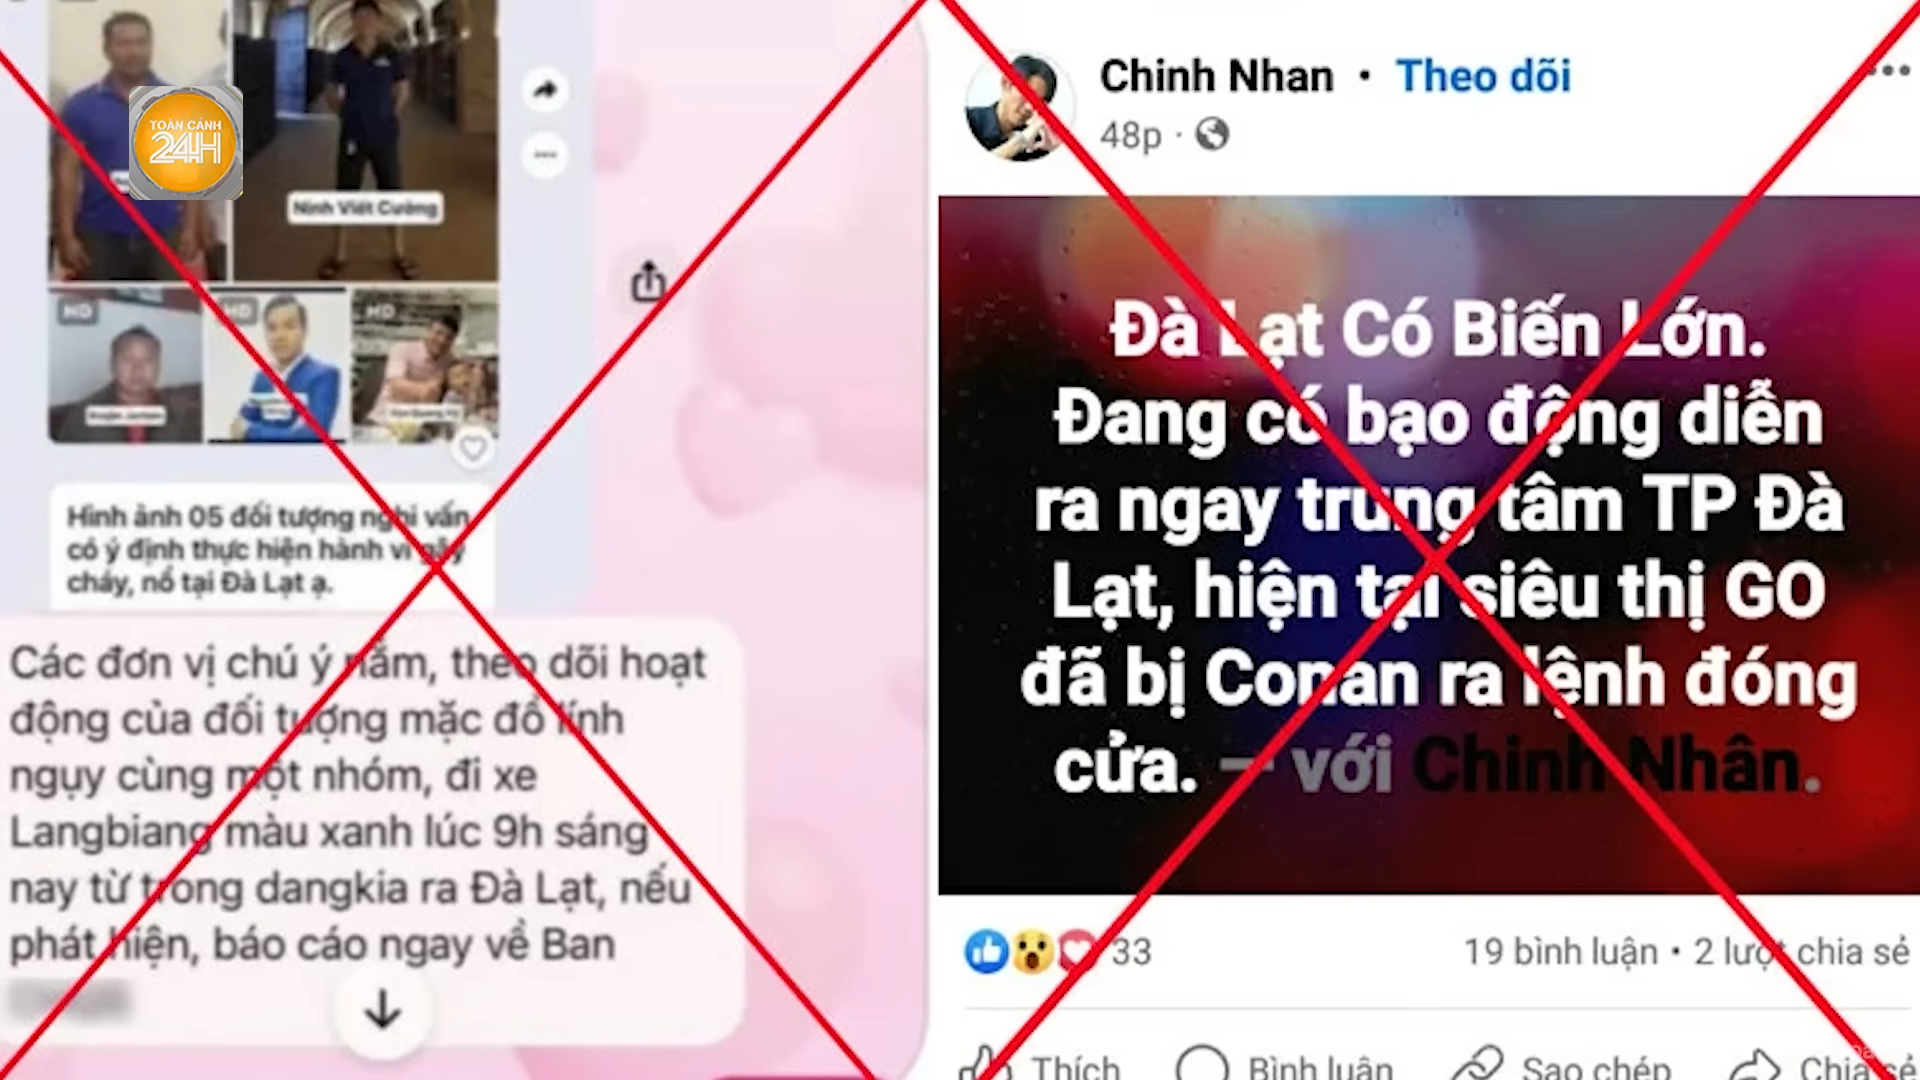 TOÀN CẢNH
24H
Ninh Viết Cường
HD
HD
HD
Hình ảnh 05 đối tượng nghi vấn
có ý định thực hiện hành vi gây
cháy, nổ tại Đà Lạt ạ.
Các đơn vị chú ý nắm, theo dõi hoạt
động của đối tượng mặc đồ lính
ngụy cùng một nhóm, đi xe
Langbiang màu xanh lúc 9h sáng
nay từ trong dangkia ra Đà Lạt, nếu
phát hiện, báo cáo ngay về Ban
Chinh Nhan · Theo dõi
48p ·
Đà Lạt Có Biến Lớn.
Đang có bạo động diễn
ra ngay trung tâm TP Đà
Lạt, hiện tại siêu thị GO
đã bị Conan ra lệnh đóng
cửa. — với Chinh Nhân.
33
19 bình luận · 2 lượt chia sẻ
Thích
Bình luận
Sao chép
Chia sẻ